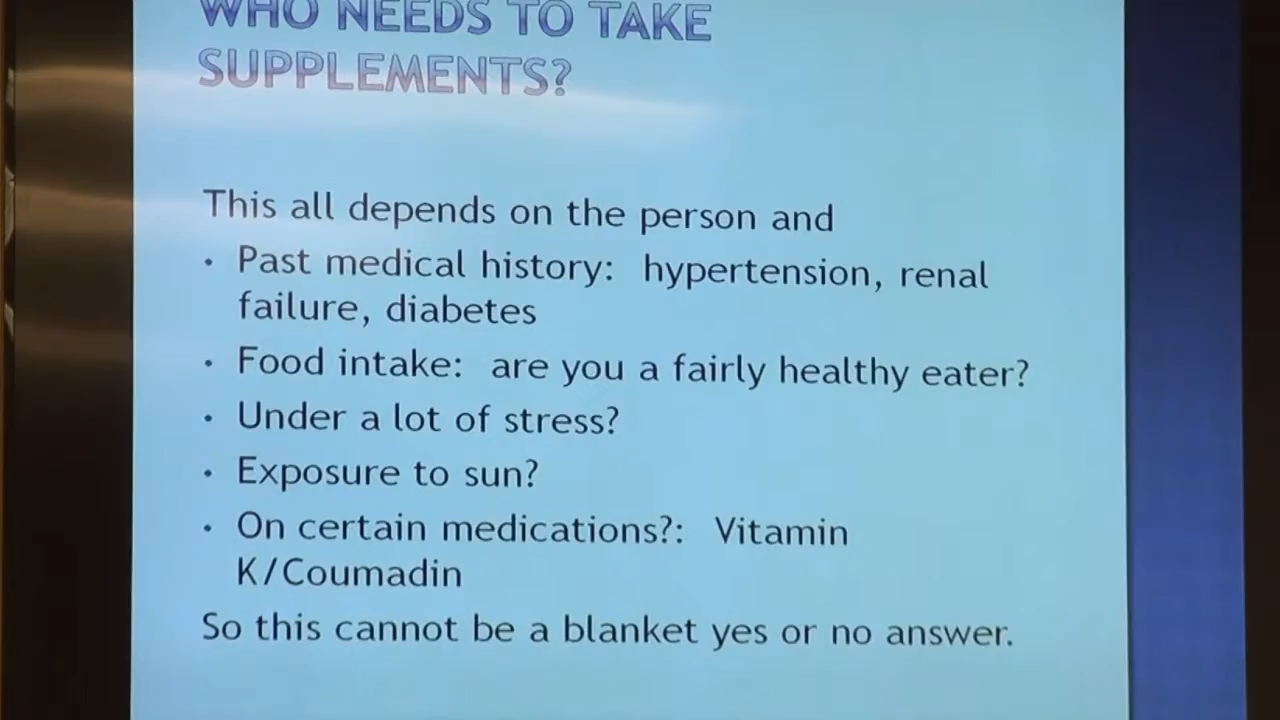 WHO NEEDS TO TAKE
SUPPLEMENTS?
This all depends on the person and
• Past medical history: hypertension, renal
failure, diabetes
• Food intake: are you a fairly healthy eater?
• Under a lot of stress?
• Exposure to sun?
• On certain medications?: Vitamin
K/Coumadin
So this cannot be a blanket yes or no answer.